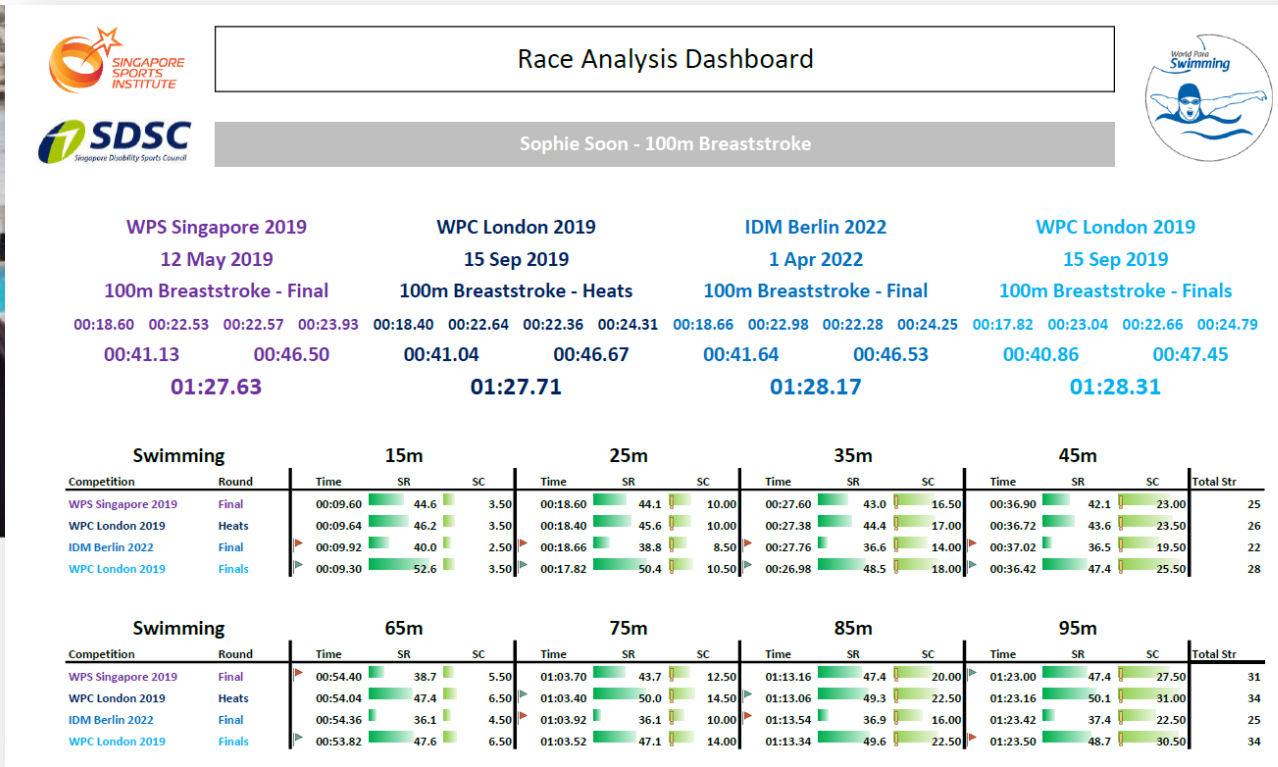 SINGAPORE
SPORTS
INSTITUTE
Race Analysis Dashboard
World Para
Swimming
SDSC
Singapore Disability Sports Council
Sophie Soon - 100m Breaststroke
WPS Singapore 2019 WPC London 2019 IDM Berlin 2022 WPC London 2019
12 May 2019 15 Sep 2019 1 Apr 2022 15 Sep 2019
100m Breaststroke - Final 100m Breaststroke - Heats 100m Breaststroke - Final 100m Breaststroke - Finals
00:18.60 00:22.53 00:22.57 00:23.93 00:18.40 00:22.64 00:22.36 00:24.31 00:18.66 00:22.98 00:22.28 00:24.25 00:17.82 00:23.04 00:22.66 00:24.79
00:41.13 00:46.50 00:41.04 00:46.67 00:41.64 00:46.53 00:40.86 00:47.45
01:27.63 01:27.71 01:28.17 01:28.31
Swimming 15m 25m 35m 45m
Competition Round Time SR SC Time SR SC Time SR SC Time SR SC Total Str
WPS Singapore 2019 Final 00:09.60 44.6 3.50 00:18.60 44.1 10.00 00:27.60 43.0 16.50 00:36.90 42.1 23.00 25
WPC London 2019 Heats 00:09.64 46.2 3.50 00:18.40 45.6 10.00 00:27.38 44.4 17.00 00:36.72 43.6 23.50 26
IDM Berlin 2022 Final 00:09.92 40.0 2.50 00:18.66 38.8 8.50 00:27.76 36.6 14.00 00:37.02 36.5 19.50 22
WPC London 2019 Finals 00:09.30 52.6 3.50 00:17.82 50.4 10.50 00:26.98 48.5 18.00 00:36.42 47.4 25.50 28
Swimming 65m 75m 85m 95m
Competition Round Time SR SC Time SR SC Time SR SC Time SR SC Total Str
WPS Singapore 2019 Final 00:54.40 38.7 5.50 01:03.70 43.7 12.50 01:13.16 47.4 20.00 01:23.00 47.4 27.50 31
WPC London 2019 Heats 00:54.04 47.4 6.50 01:03.40 50.0 14.50 01:13.06 49.3 22.50 01:23.16 50.1 31.00 34
IDM Berlin 2022 Final 00:54.36 36.1 4.50 01:03.92 36.1 10.00 01:13.54 36.9 16.00 01:23.42 37.4 22.50 25
WPC London 2019 Finals 00:53.82 47.6 6.50 01:03.52 47.1 14.00 01:13.34 49.6 22.50 01:23.50 48.7 30.50 34